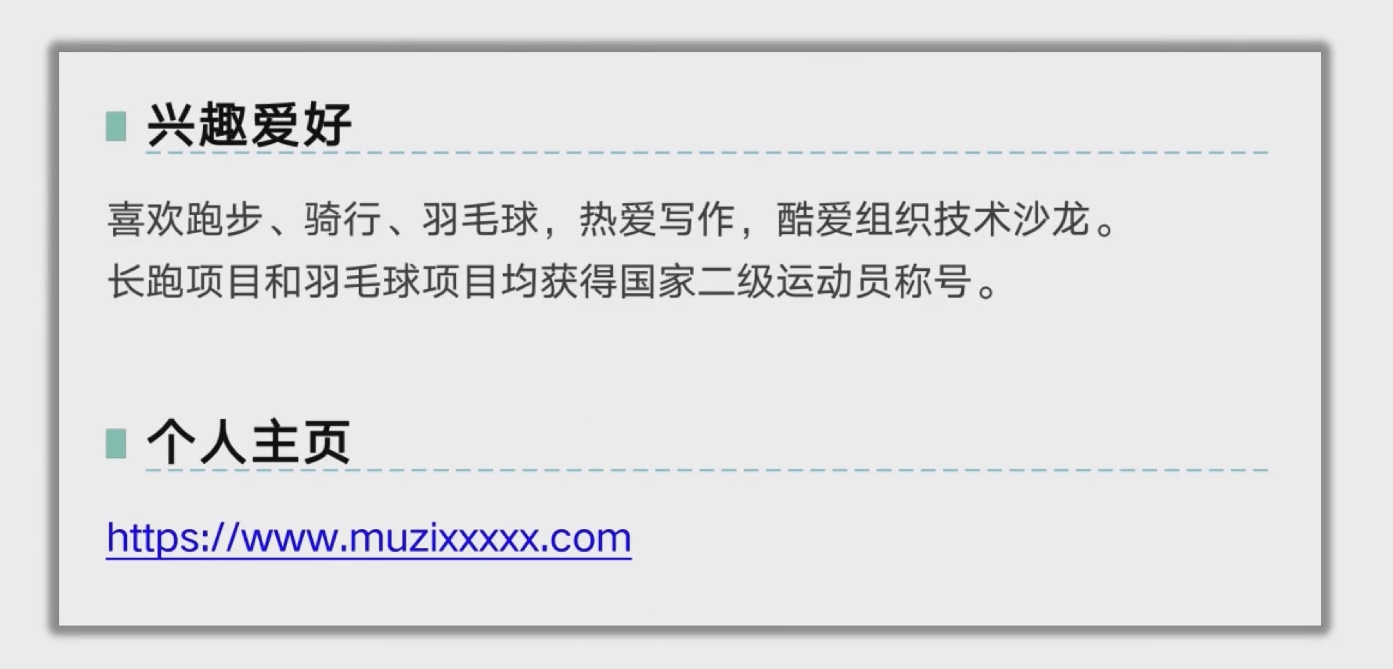 兴趣爱好
喜欢跑步、骑行、羽毛球，热爱写作，酷爱组织技术沙龙。
长跑项目和羽毛球项目均获得国家二级运动员称号。
个人主页
https://www.muzixxxxx.com